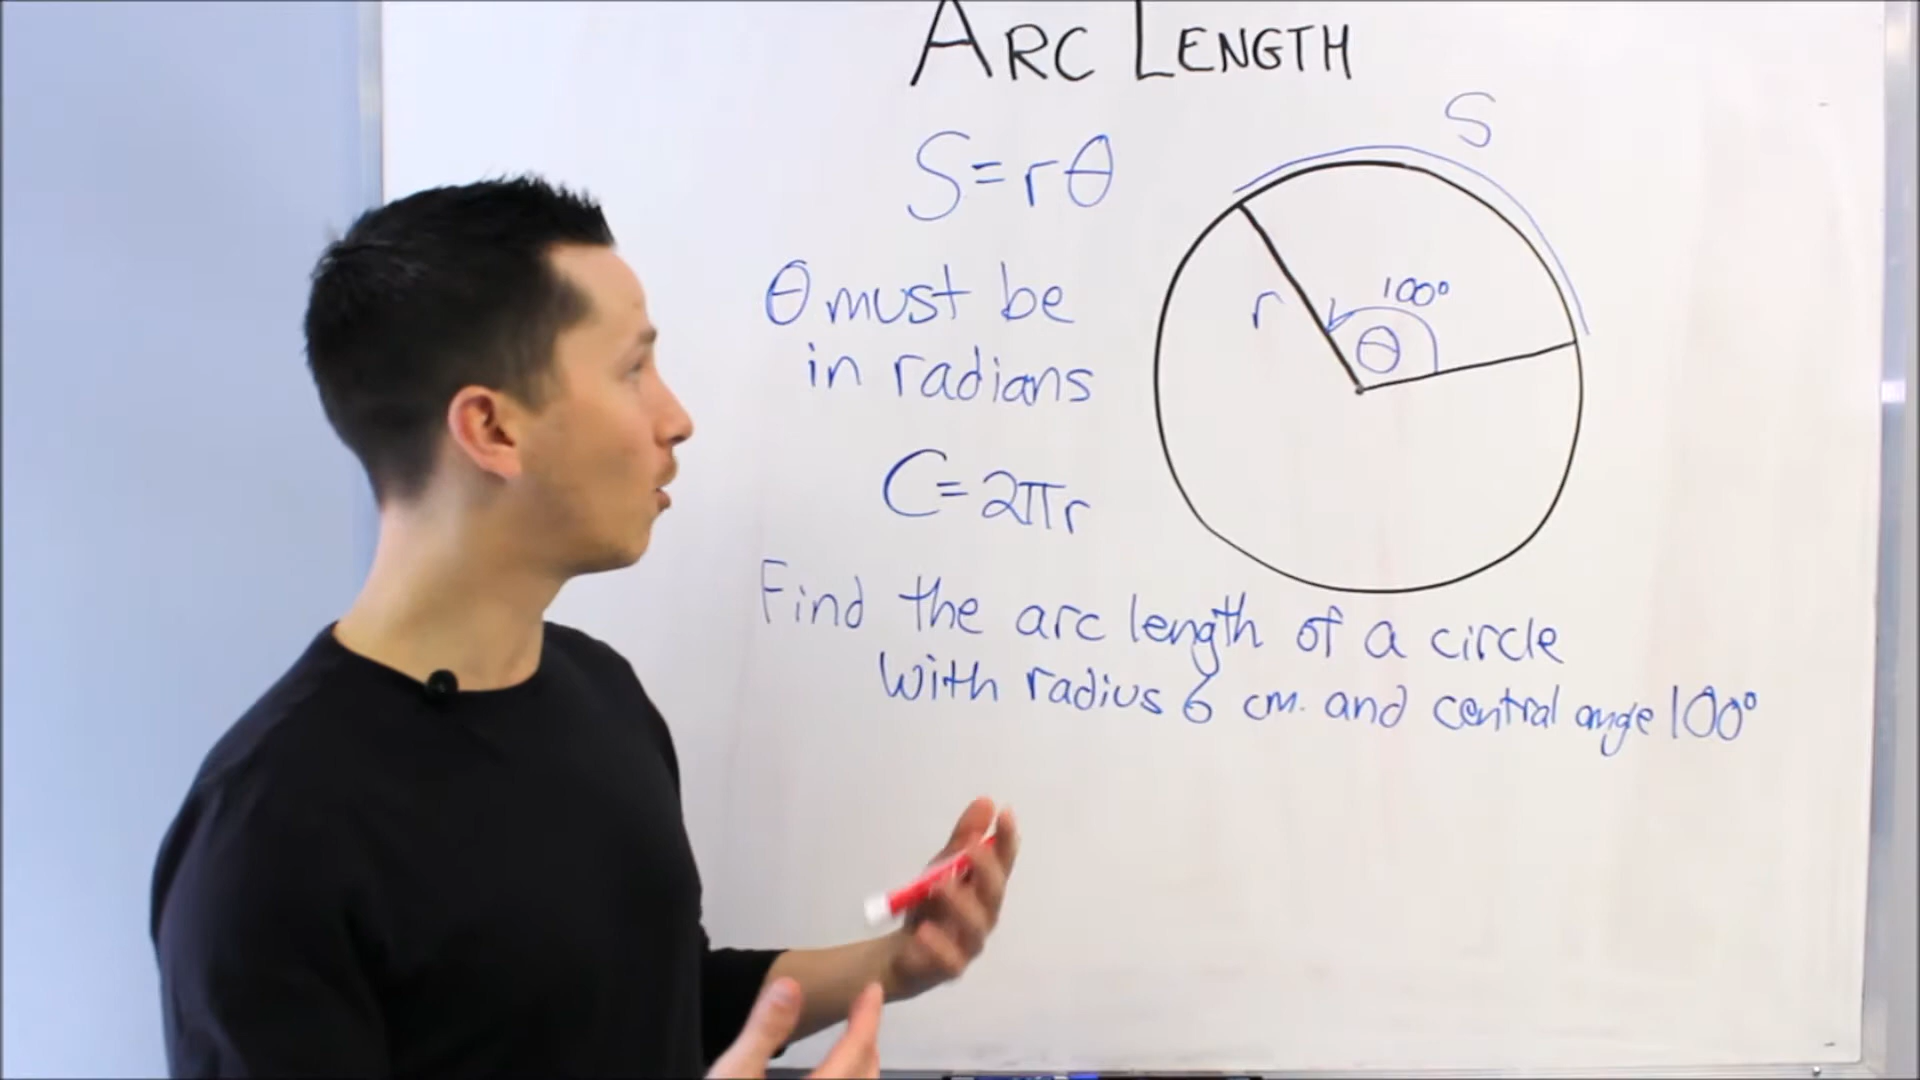 ARC LENGTH
S
S=rθ
100°
θ must be
r
θ
in radians
C=2πr
Find the arc length of a circle
with radius 6 cm. and central angle 100°